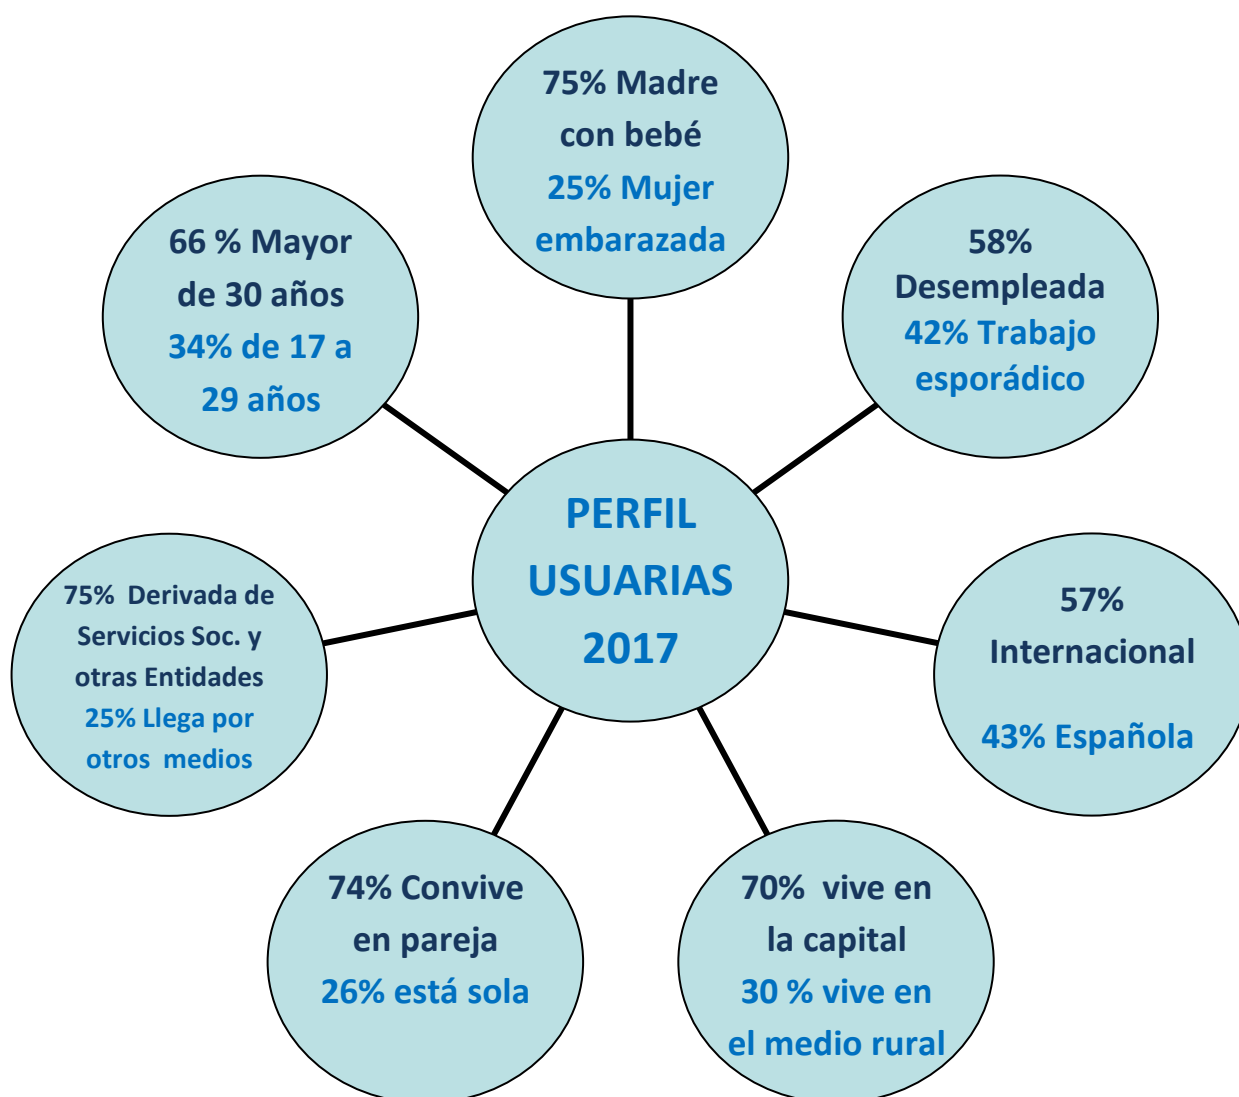 75% Madre
con bebé
25% Mujer
embarazada
66 % Mayor
de 30 años
34% de 17 a
29 años
58%
Desempleada
42% Trabajo
esporádico
PERFIL
USUARIAS
2017
75% Derivada de
Servicios Soc. y
otras Entidades
25% Llega por
otros medios
57%
Internacional
43% Española
74% Convive
en pareja
26% está sola
70% vive en
la capital
30 % vive en
el medio rural